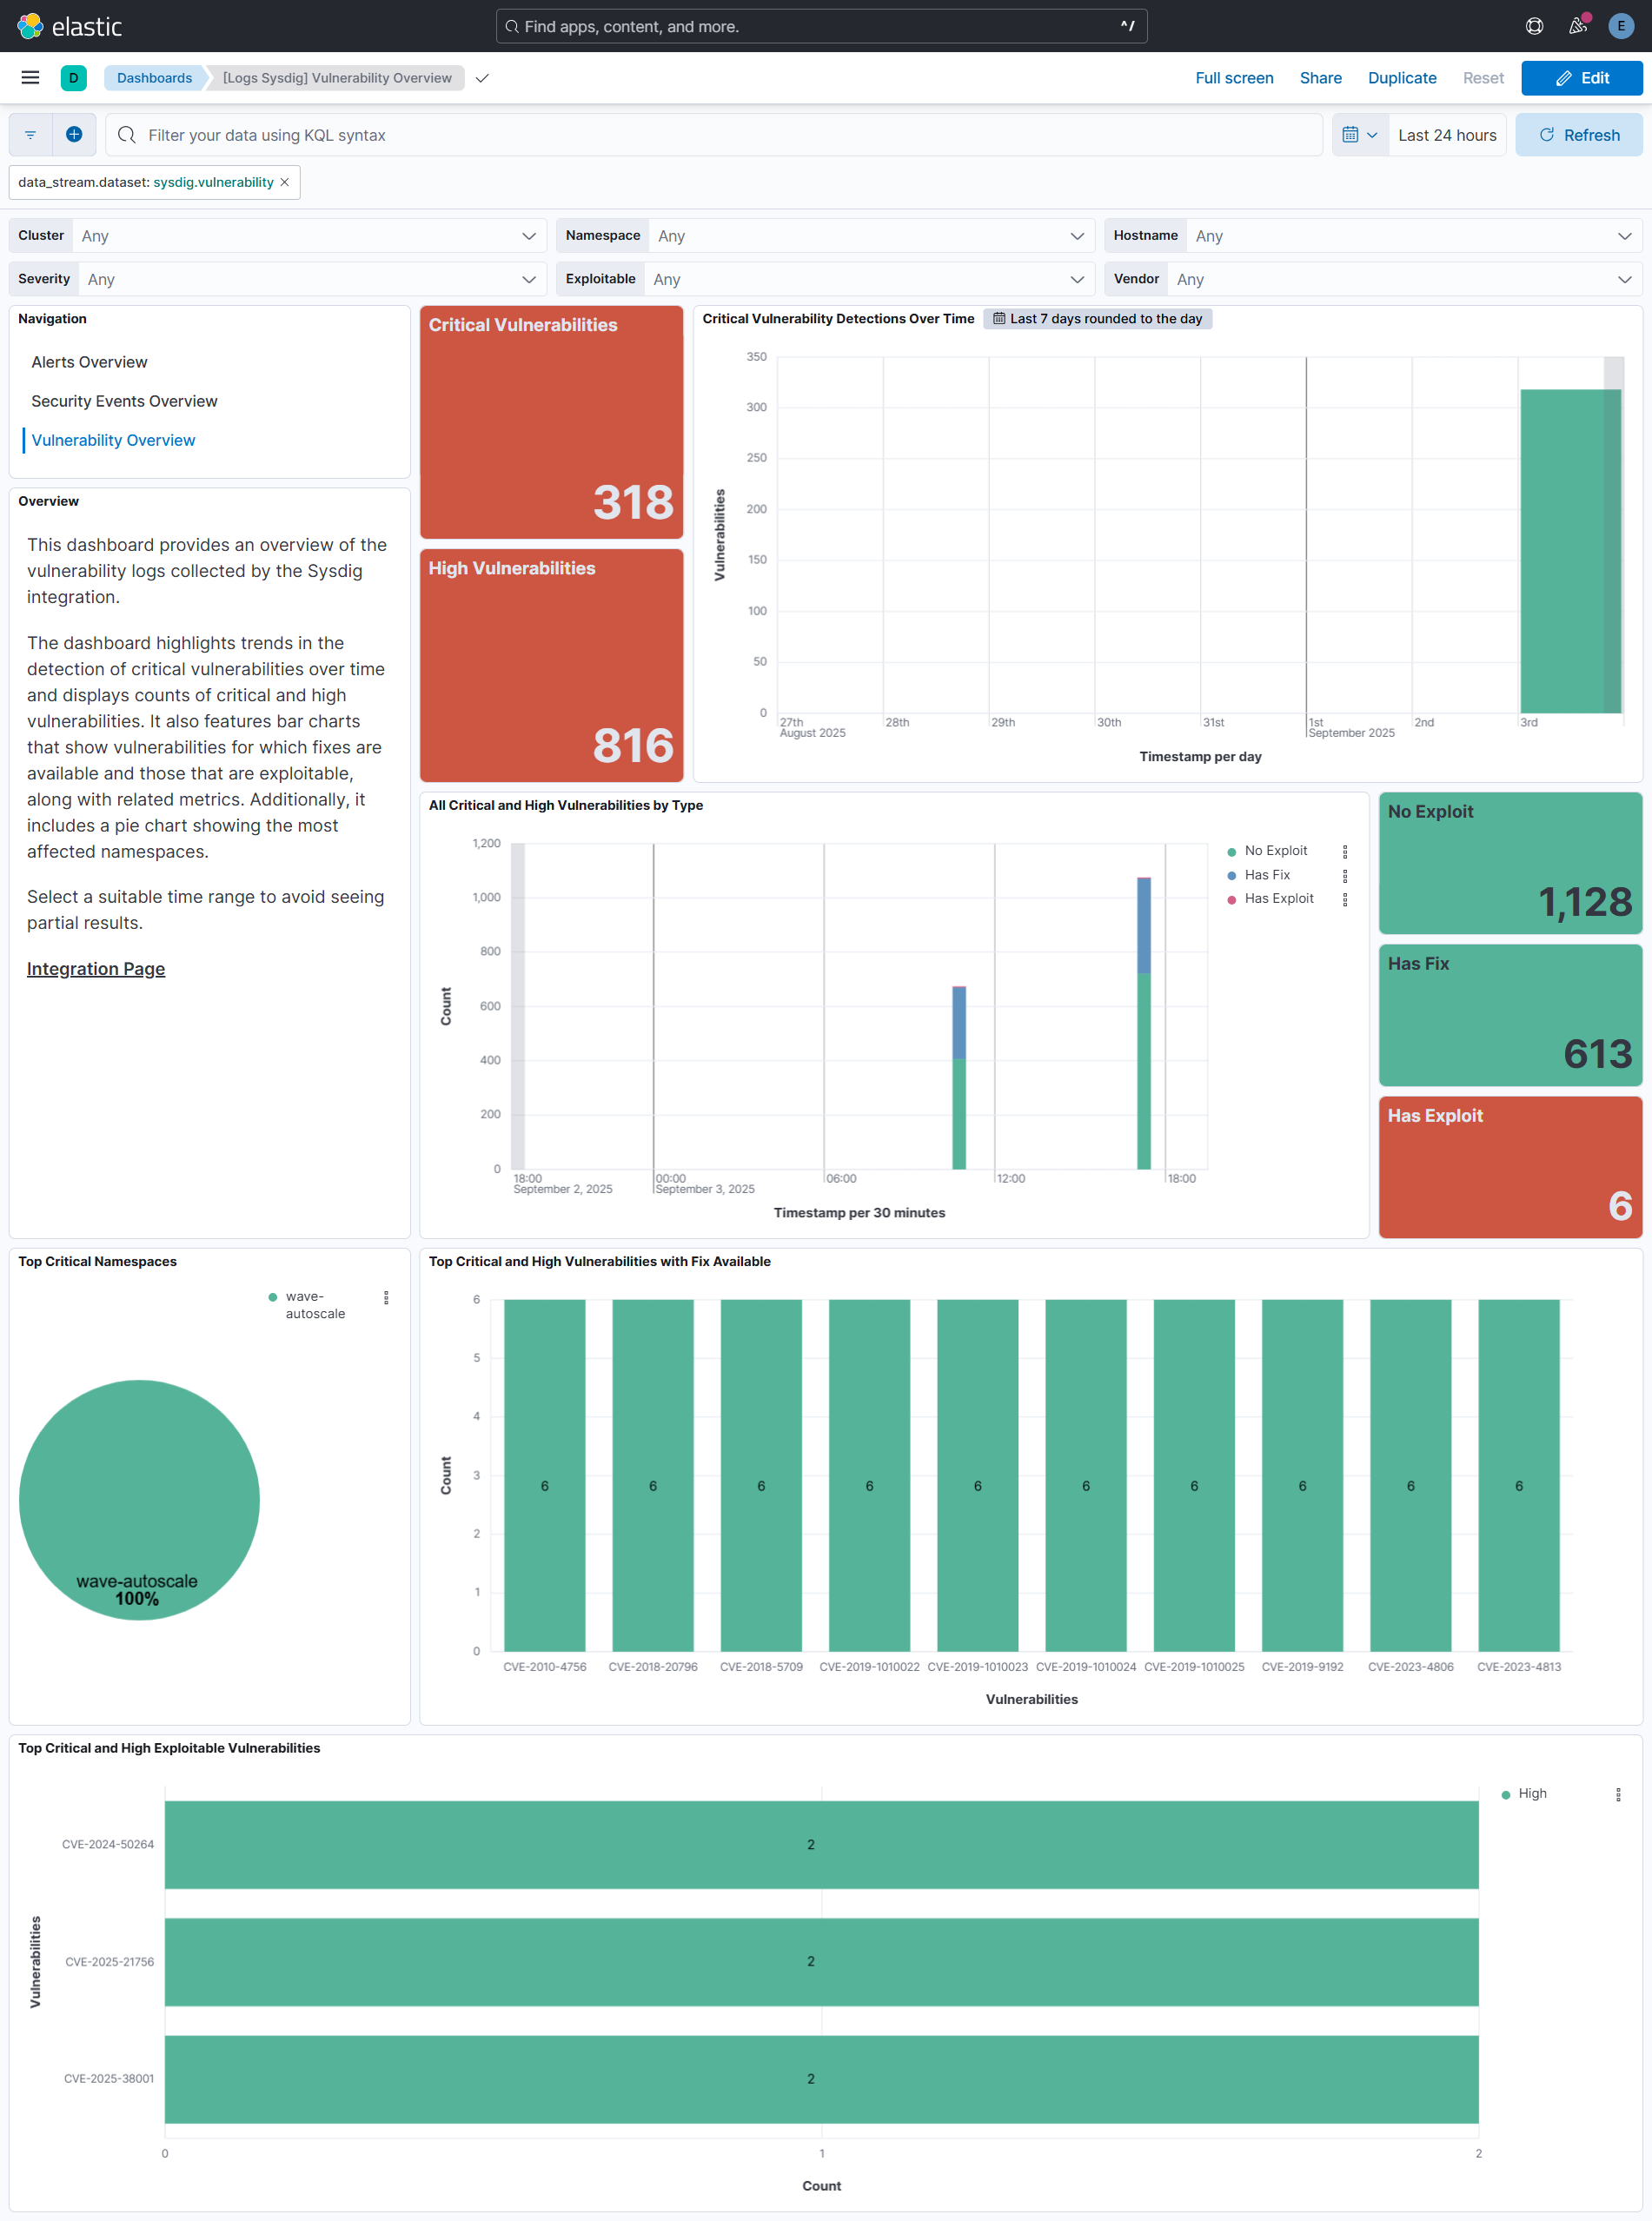 elastic
Find apps, content, and more.
^/
E
D
Dashboards
[Logs Sysdig] Vulnerability Overview
Full screen
Share
Duplicate
Reset
Edit
Filter your data using KQL syntax
Last 24 hours
Refresh
data_stream.dataset: sysdig.vulnerability
Cluster
Any
Namespace
Any
Hostname
Any
Severity
Any
Exploitable
Any
Vendor
Any
Navigation
Alerts Overview
Security Events Overview
Vulnerability Overview
Overview
This dashboard provides an overview of the
vulnerability logs collected by the Sysdig
integration.
The dashboard highlights trends in the
detection of critical vulnerabilities over time
and displays counts of critical and high
vulnerabilities. It also features bar charts
that show vulnerabilities for which fixes are
available and those that are exploitable,
along with related metrics. Additionally, it
includes a pie chart showing the most
affected namespaces.
Select a suitable time range to avoid seeing
partial results.
Integration Page
Critical Vulnerabilities
318
High Vulnerabilities
816
Critical Vulnerability Detections Over Time
Last 7 days rounded to the day
350
300
250
200
150
100
50
0
Vulnerabilities
27th
August 2025
28th
29th
30th
31st
1st
September 2025
2nd
3rd
Timestamp per day
All Critical and High Vulnerabilities by Type
1,200
1,000
800
600
400
200
0
Count
18:00
September 2, 2025
00:00
September 3, 2025
06:00
12:00
18:00
Timestamp per 30 minutes
No Exploit
Has Fix
Has Exploit
No Exploit
1,128
Has Fix
613
Has Exploit
6
Top Critical Namespaces
wave-
autoscale
wave-autoscale
100%
Top Critical and High Vulnerabilities with Fix Available
6
5
4
3
2
1
0
Count
6
6
6
6
6
6
6
6
6
6
CVE-2010-4756
CVE-2018-20796
CVE-2018-5709
CVE-2019-1010022
CVE-2019-1010023
CVE-2019-1010024
CVE-2019-1010025
CVE-2019-9192
CVE-2023-4806
CVE-2023-4813
Vulnerabilities
Top Critical and High Exploitable Vulnerabilities
High
Vulnerabilities
CVE-2024-50264
2
CVE-2025-21756
2
CVE-2025-38001
2
0
1
2
Count